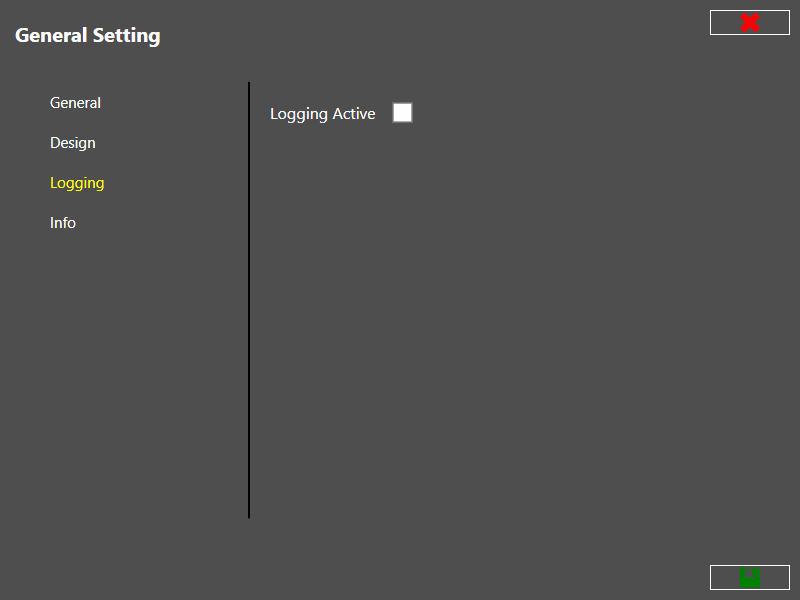 General Setting
General
Design
Logging
Info
Logging Active